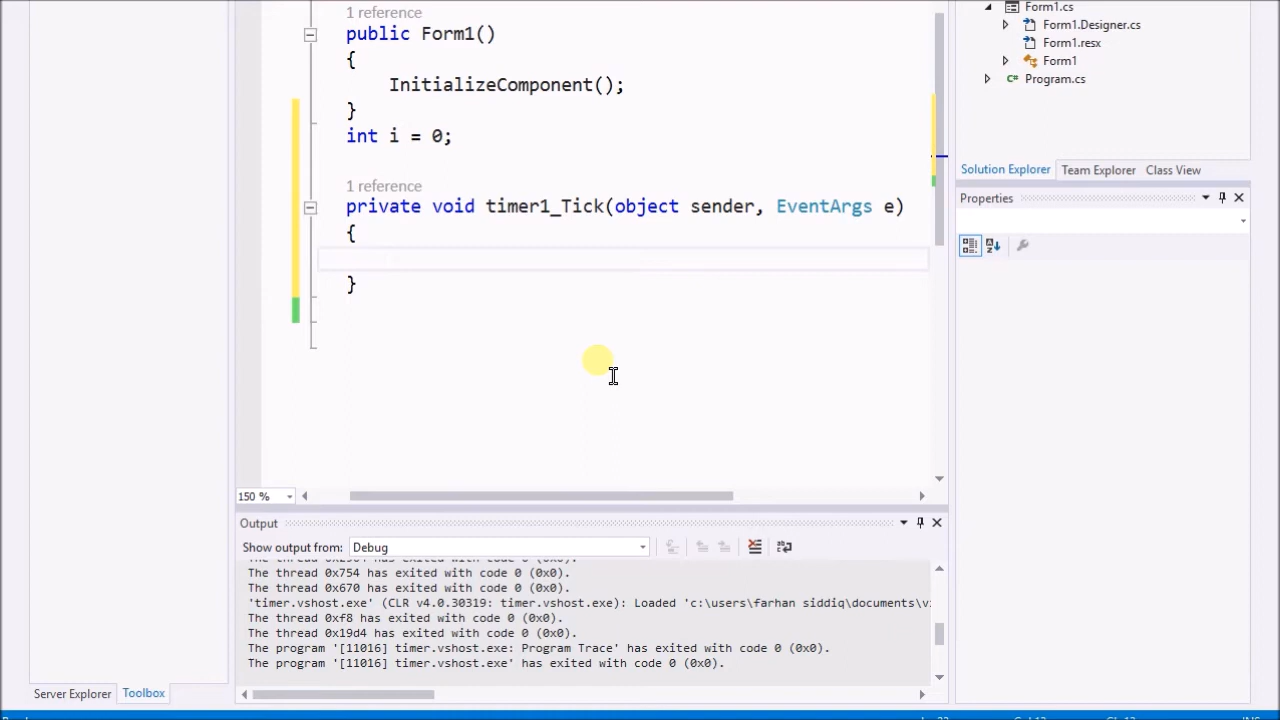 1 reference
public Form1()
{
InitializeComponent();
}
int i = 0;
1 reference
private void timer1_Tick(object sender, EventArgs e)
{
}
150 %
Form1.cs
Form1.Designer.cs
Form1.resx
Form1
C# Program.cs
Solution Explorer Team Explorer Class View
Properties
Output
Show output from: Debug
The thread 0x754 has exited with code 0 (0x0).
The thread 0x670 has exited with code 0 (0x0).
'timer.vshost.exe' (CLR v4.0.30319: timer.vshost.exe): Loaded 'c:\users\farhan siddiq\documents\v
The thread 0xf8 has exited with code 0 (0x0).
The thread 0x19d4 has exited with code 0 (0x0).
The program '[11016] timer.vshost.exe: Program Trace' has exited with code 0 (0x0).
The program '[11016] timer.vshost.exe' has exited with code 0 (0x0).
Server Explorer Toolbox